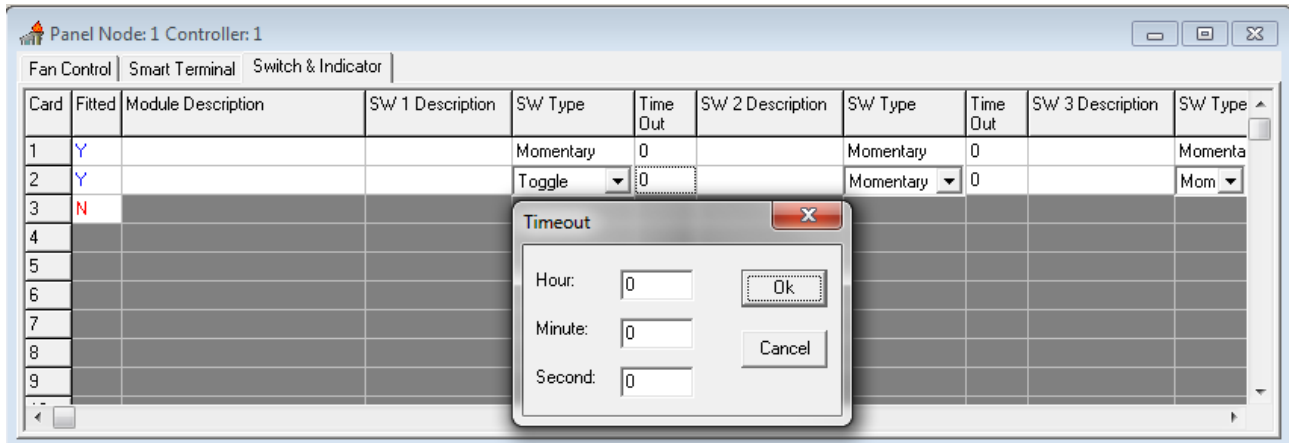 Panel Node: 1 Controller: 1
Fan Control Smart Terminal Switch & Indicator
Card Fitted Module Description SW 1 Description SW Type Time Out SW 2 Description SW Type Time Out SW 3 Description SW Type
1 Y Momentary 0 Momentary 0 Momenta
2 Y Toggle 0 Momentary 0 Mom
3 N
4
5
6
7
8
9
Timeout
Hour: 0 Ok
Minute: 0
Cancel
Second: 0